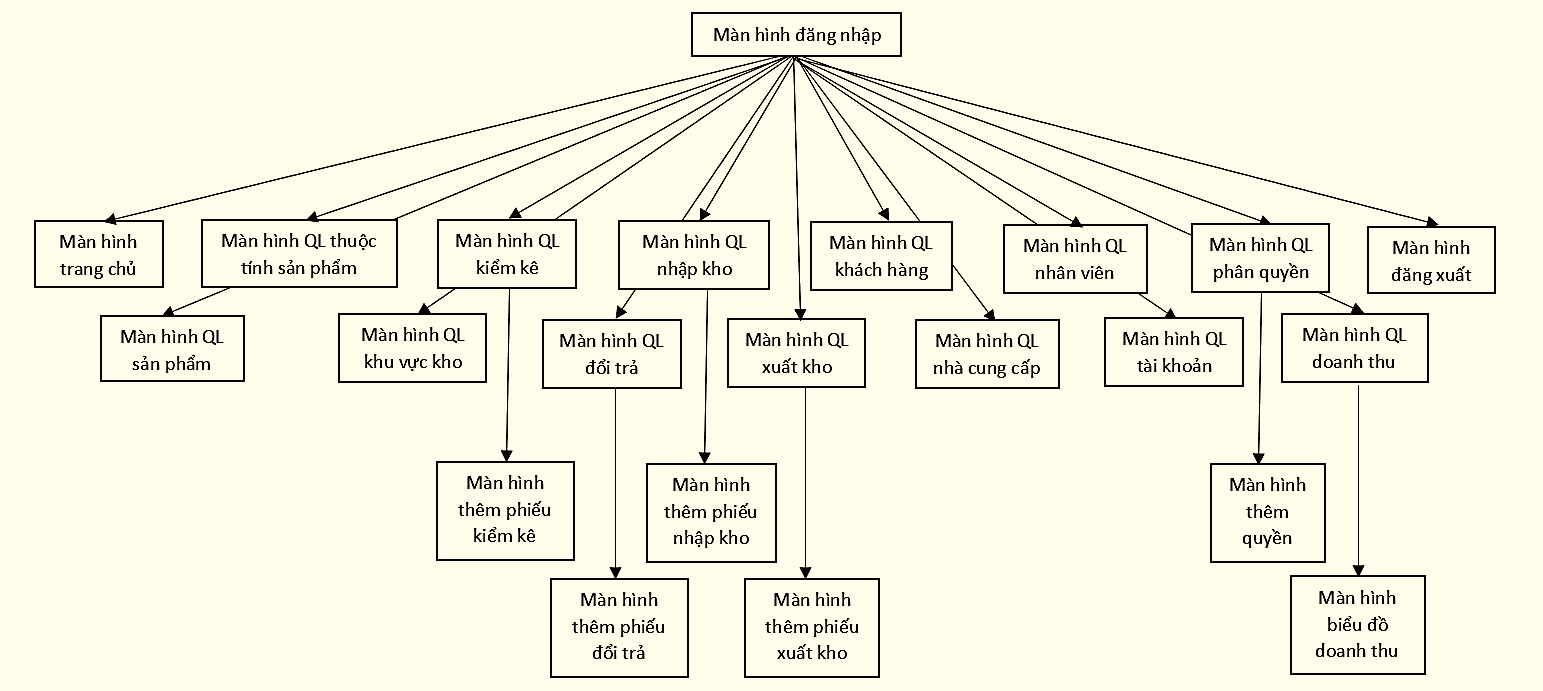 Màn hình đăng nhập
Màn hình
trang chủ
Màn hình QL thuộc
tính sản phẩm
Màn hình QL
kiểm kê
Màn hình QL
nhập kho
Màn hình QL
khách hàng
Màn hình QL
nhân viên
Màn hình QL
phân quyền
Màn hình
đăng xuất
Màn hình QL
sản phẩm
Màn hình QL
khu vực kho
Màn hình QL
đổi trả
Màn hình QL
xuất kho
Màn hình QL
nhà cung cấp
Màn hình QL
tài khoản
Màn hình QL
doanh thu
Màn hình
thêm phiếu
kiểm kê
Màn hình
thêm phiếu
nhập kho
Màn hình
thêm
quyền
Màn hình
thêm phiếu
đổi trả
Màn hình
thêm phiếu
xuất kho
Màn hình
biểu đồ
doanh thu